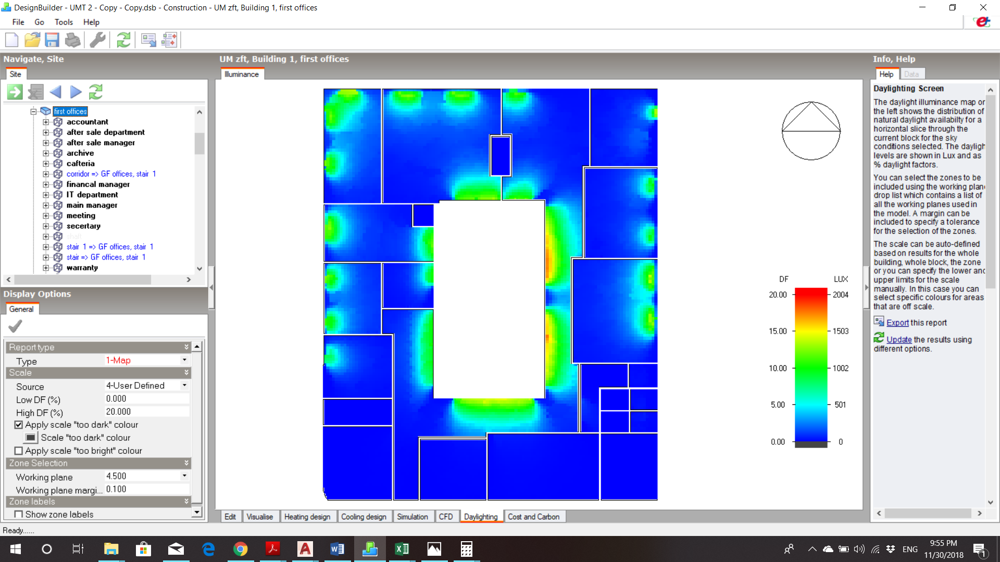 DesignBuilder - UMT 2 - Copy - Copy.dsb - Construction - UM zft, Building 1, first offices
File Go Tools Help
Navigate, Site
Site
first offices
accountant
after sale department
after sale manager
archive
cafteria
corridor => GF offices, stair 1
financal manager
IT department
main manager
meeting
secertary
shaft
stair 1 => GF offices, stair 1
stair => GF offices, stair 1
warranty
Display Options
General
Report type
Type 1-Map
Scale
Source 4-User Defined
Low DF (%) 0.000
High DF (%) 20.000
Apply scale "too dark" colour
Scale "too dark" colour
Apply scale "too bright" colour
Zone Selection
Working plane 4.500
Working plane margi... 0.100
Zone labels
Show zone labels
UM zft, Building 1, first offices
Illuminance
DF LUX
20.00 2004
15.00 1503
10.00 1002
5.00 501
0.00 0
Edit Visualise Heating design Cooling design Simulation CFD Daylighting Cost and Carbon
Info, Help
Help Data
Daylighting Screen
The daylight illuminance map on
the left shows the distribution of
natural daylight availabilty for a
horizontal slice through the
current block for the sky
conditions selected. The dayligh
levels are shown in Lux and as
% daylight factors.
You can select the zones to be
included using the working plane
drop list which contains a list of
all the working planes used in
the model. A margin can be
included to specify a tolerance
for the selection of the zones.
The scale can be auto-defined
based on results for the whole
building, whole block, the zone
or you can specify the lower and
upper limits for the scale
manually. In this case you can
select specific colours for areas
that are off scale.
Export this report
Update the results using
different options.
Ready......
ENG
9:55 PM
11/30/2018
1